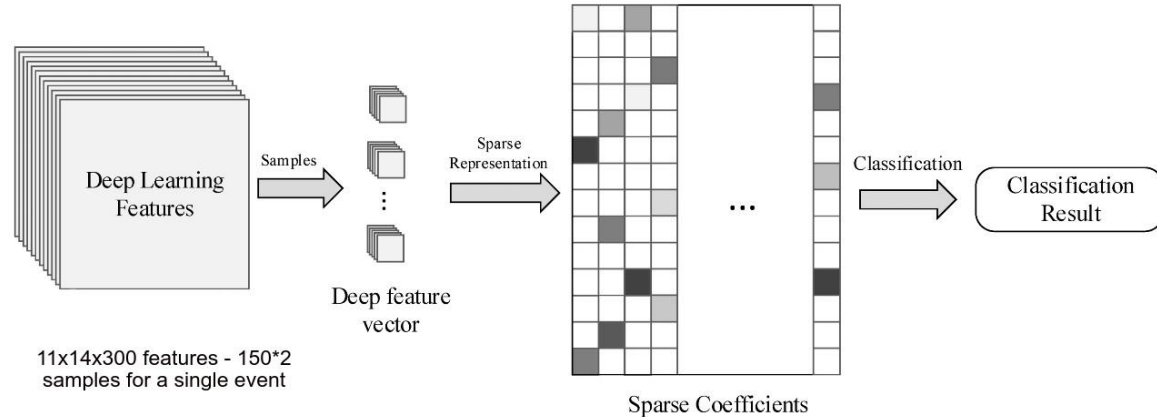 Deep Learning
Features
11x14x300 features - 150*2
samples for a single event
Samples
Deep feature
vector
Sparse
Representation
...
Sparse Coefficients
Classification
Classification
Result